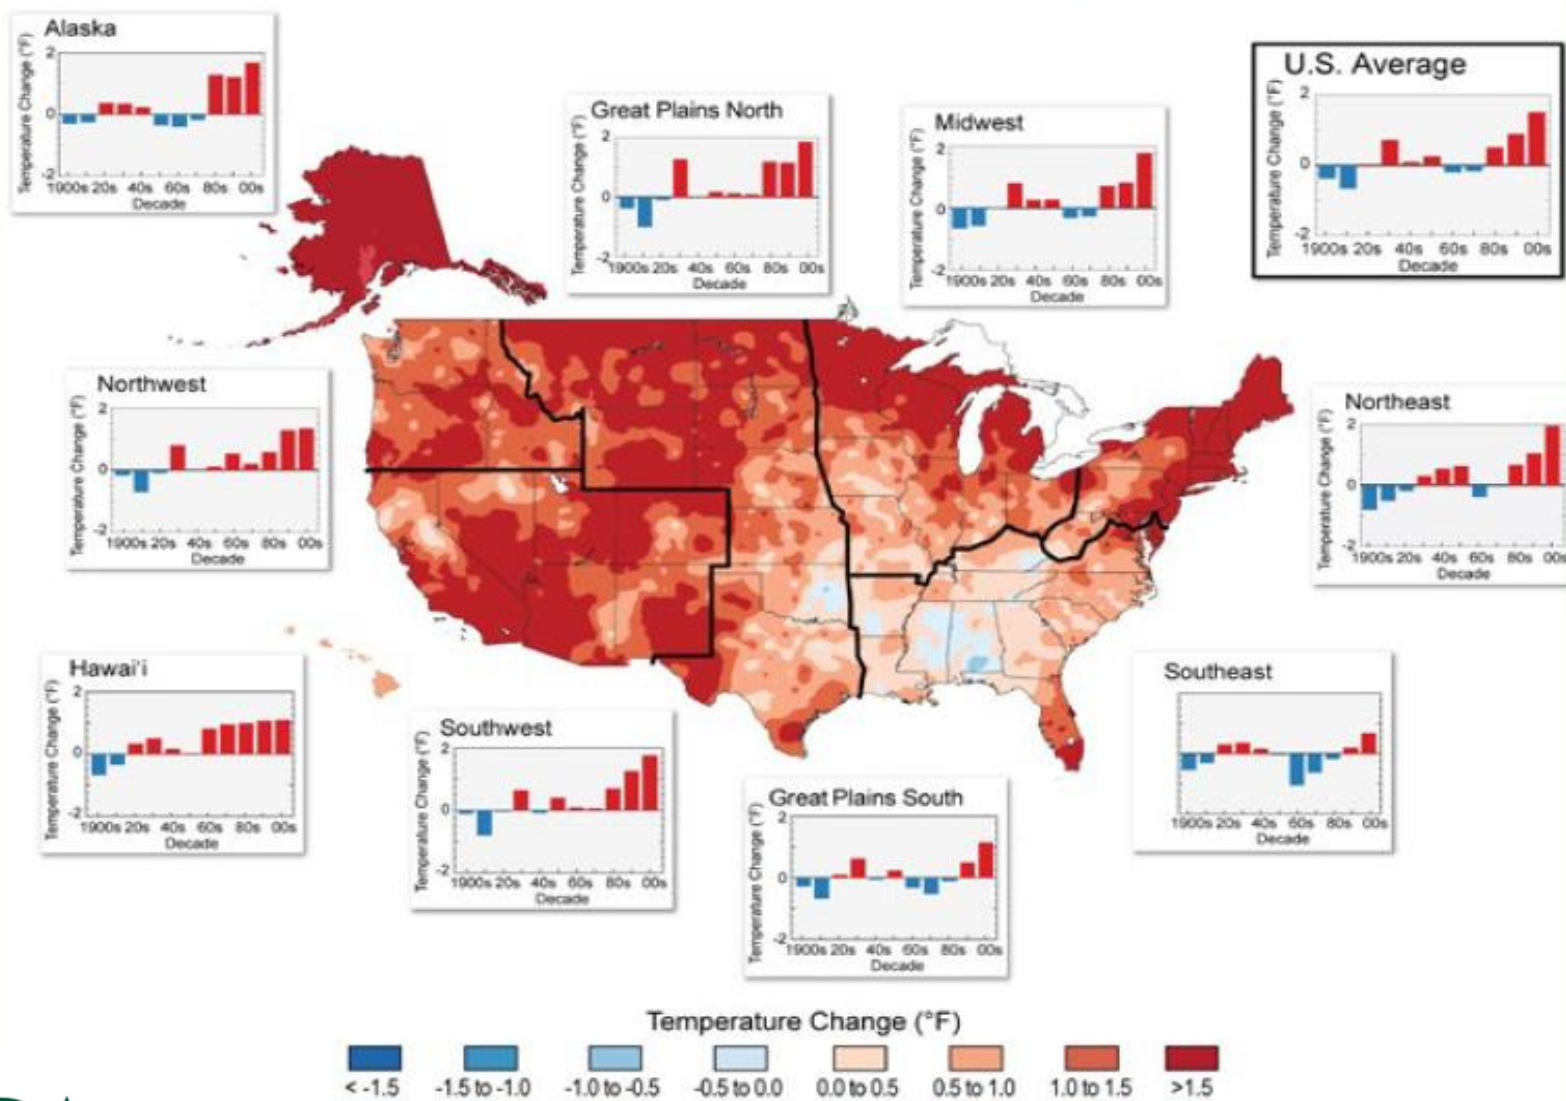 Alaska
Temperature Change (°F)
2
0
-2
1900s 20s 40s 60s 80s 00s
Decade
Great Plains North
Temperature Change (°F)
2
0
-2
1900s 20s 40s 60s 80s 00s
Decade
Midwest
Temperature Change (°F)
2
0
-2
1900s 20s 40s 60s 80s 00s
Decade
U.S. Average
Temperature Change (°F)
2
0
-2
1900s 20s 40s 60s 80s 00s
Decade
Northwest
Temperature Change (°F)
2
0
-2
1900s 20s 40s 60s 80s 00s
Decade
Northeast
Temperature Change (°F)
2
0
-2
1900s 20s 40s 60s 80s 00s
Decade
Hawai'i
Temperature Change (°F)
2
0
-2
1900s 20s 40s 60s 80s 00s
Decade
Southwest
Temperature Change (°F)
2
0
-2
1900s 20s 40s 60s 80s 00s
Decade
Great Plains South
Temperature Change (°F)
2
0
-2
1900s 20s 40s 60s 80s 00s
Decade
Southeast
1900s 20s 40s 60s 80s 00s
Decade
Temperature Change (°F)
< -1.5 -1.5 to -1.0 -1.0 to -0.5 -0.5 to 0.0 0.0 to 0.5 0.5 to 1.0 1.0 to 1.5 >1.5